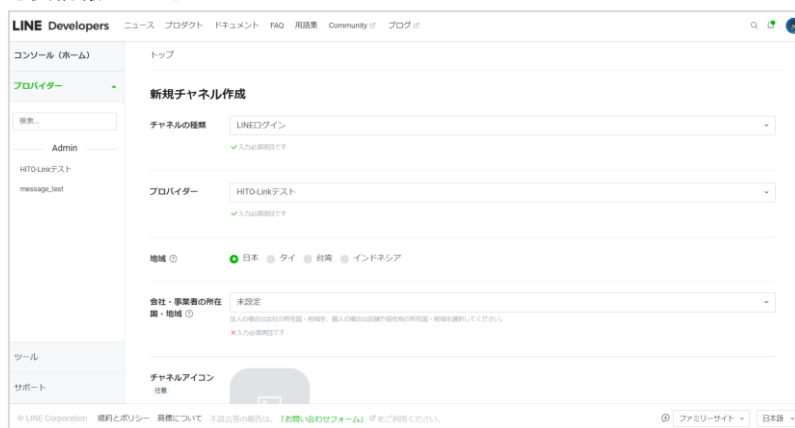 LINE Developers ニュース プロダクト ドキュメント FAQ 用語集 Community ブログ
コンソール（ホーム）
トップ
プロバイダー
新規チャネル作成
検索...
チャネルの種類
LINEログイン
入力必須項目です
Admin
HITO-Linkテスト
message_test
プロバイダー
HITO-Linkテスト
入力必須項目です
地域
日本 タイ 台湾 インドネシア
会社・事業者の所在
国・地域
未設定
法人の場合は会社の所在国・地域を、個人の場合は店舗や居住地の所在国・地域を選択してください。
入力必須項目です
ツール
チャネルアイコン
任意
サポート
© LINE Corporation 規約とポリシー 商標について 不具合等の報告は、「お問い合わせフォーム」をご利用ください。
ファミリーサイト 日本語